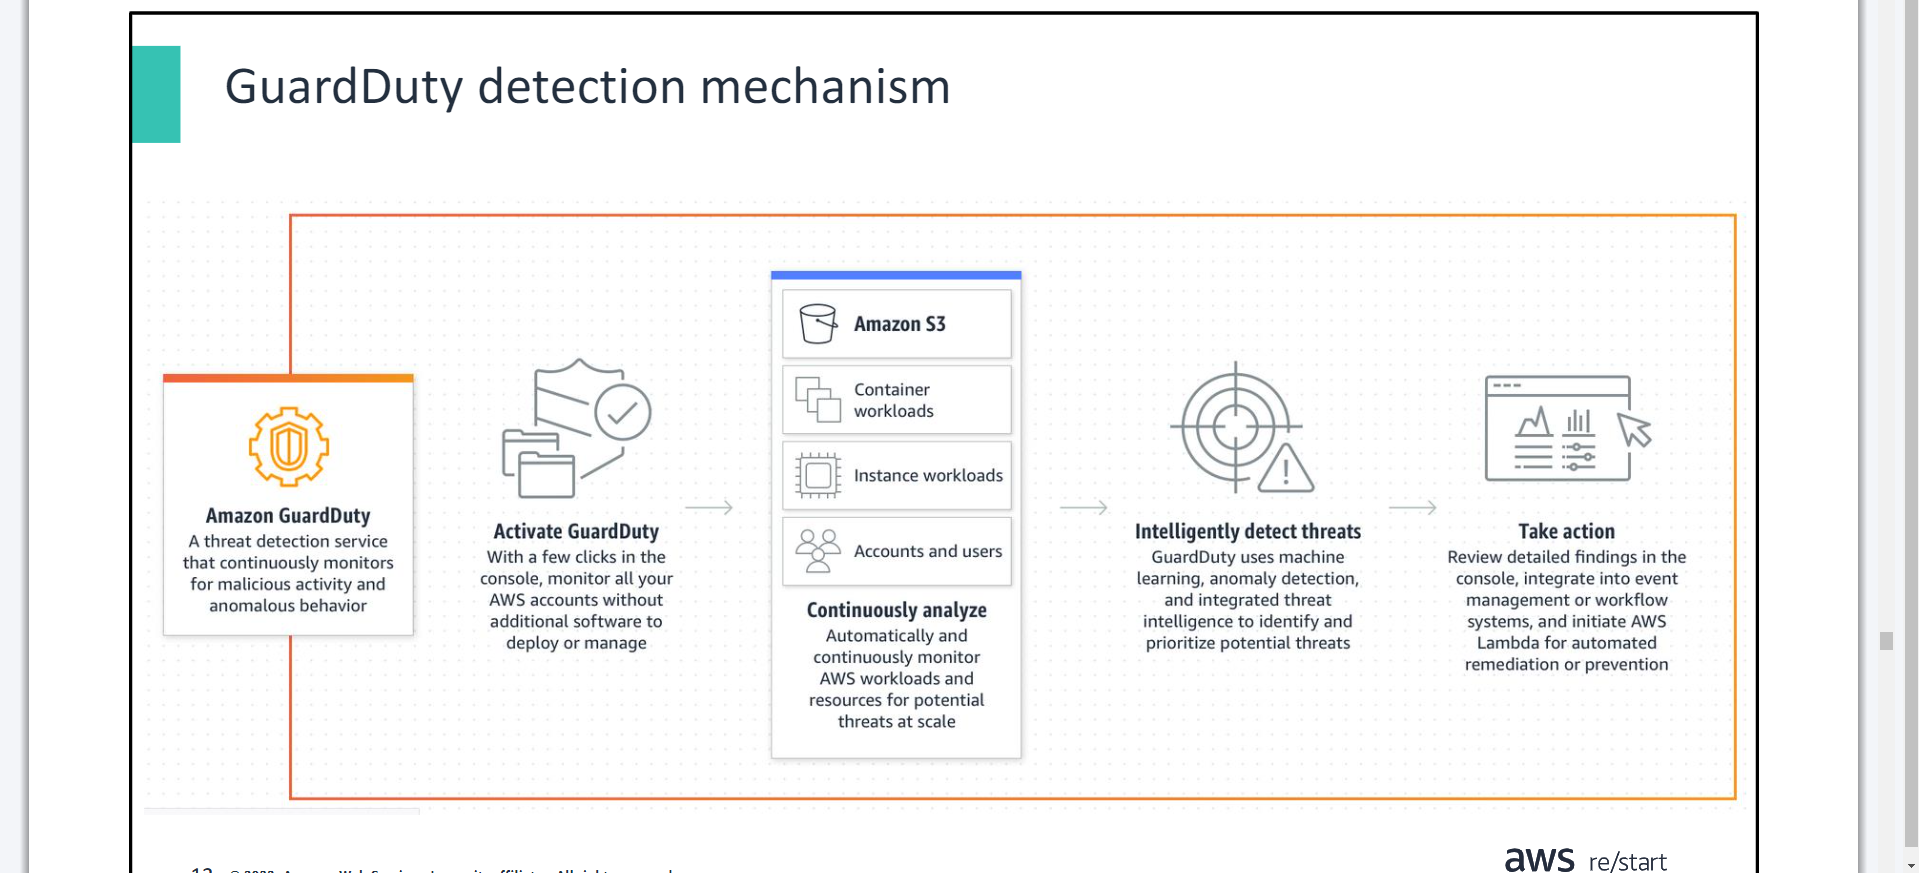 GuardDuty detection mechanism
Amazon GuardDuty
A threat detection service
that continuously monitors
for malicious activity and
anomalous behavior
Activate GuardDuty
With a few clicks in the
console, monitor all your
AWS accounts without
additional software to
deploy or manage
Amazon S3
Container
workloads
Instance workloads
Accounts and users
Continuously analyze
Automatically and
continuously monitor
AWS workloads and
resources for potential
threats at scale
Intelligently detect threats
GuardDuty uses machine
learning, anomaly detection,
and integrated threat
intelligence to identify and
prioritize potential threats
Take action
Review detailed findings in the
console, integrate into event
management or workflow
systems, and initiate AWS
Lambda for automated
remediation or prevention
aws re/start